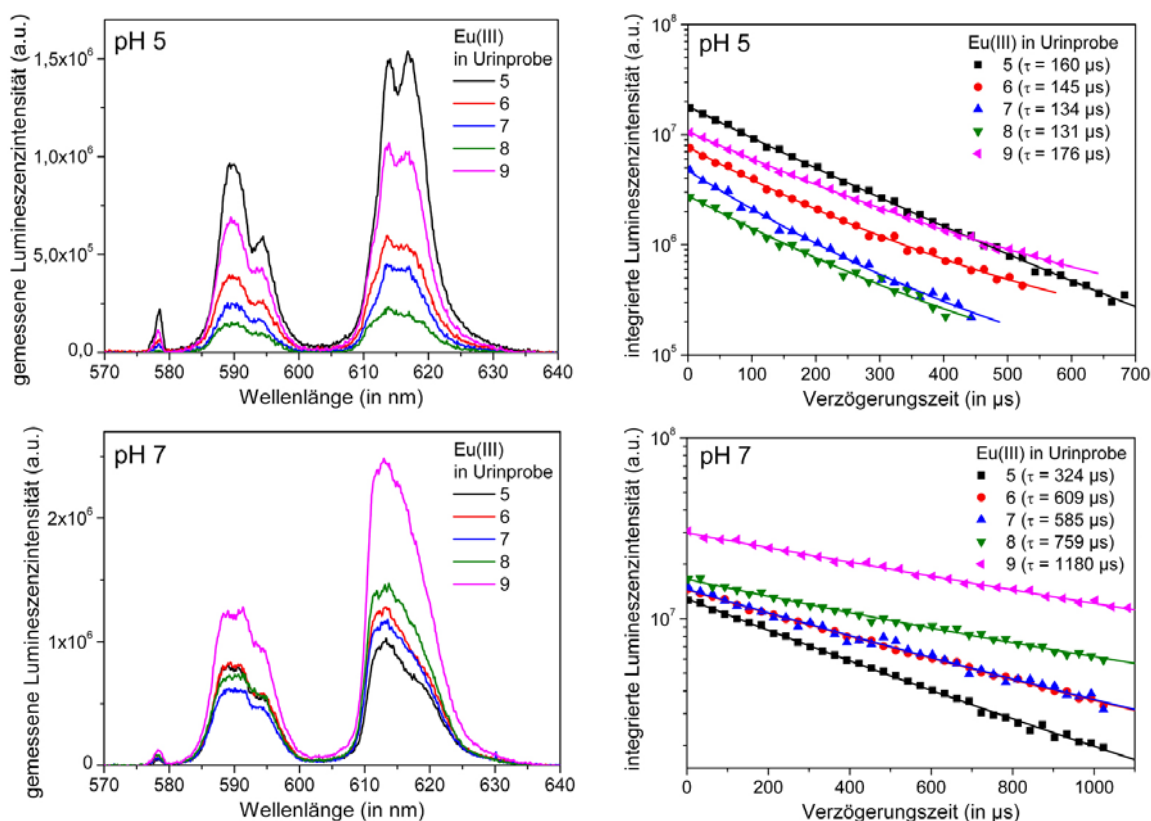 pH 5
Eu(III)
in Urinprobe
5
6
7
8
9
1,5x10⁶
1,0x10⁶
5,0x10⁵
0,0
570 580 590 600 610 620 630 640
Wellenlänge (in nm)
gemessene Lumineszenzintensität (a.u.)
pH 5
Eu(III) in Urinprobe
5 (τ = 160 µs)
6 (τ = 145 µs)
7 (τ = 134 µs)
8 (τ = 131 µs)
9 (τ = 176 µs)
10⁸
10⁷
10⁶
10⁵
0 100 200 300 400 500 600 700
Verzögerungszeit (in µs)
integrierte Lumineszenzintensität (a.u.)
pH 7
Eu(III)
in Urinprobe
5
6
7
8
9
2x10⁶
1x10⁶
0
570 580 590 600 610 620 630 640
Wellenlänge (in nm)
gemessene Lumineszenzintensität (a.u.)
pH 7
Eu(III) in Urinprobe
5 (τ = 324 µs)
6 (τ = 609 µs)
7 (τ = 585 µs)
8 (τ = 759 µs)
9 (τ = 1180 µs)
10⁸
10⁷
0 200 400 600 800 1000
Verzögerungszeit (in µs)
integrierte Lumineszenzintensität (a.u.)